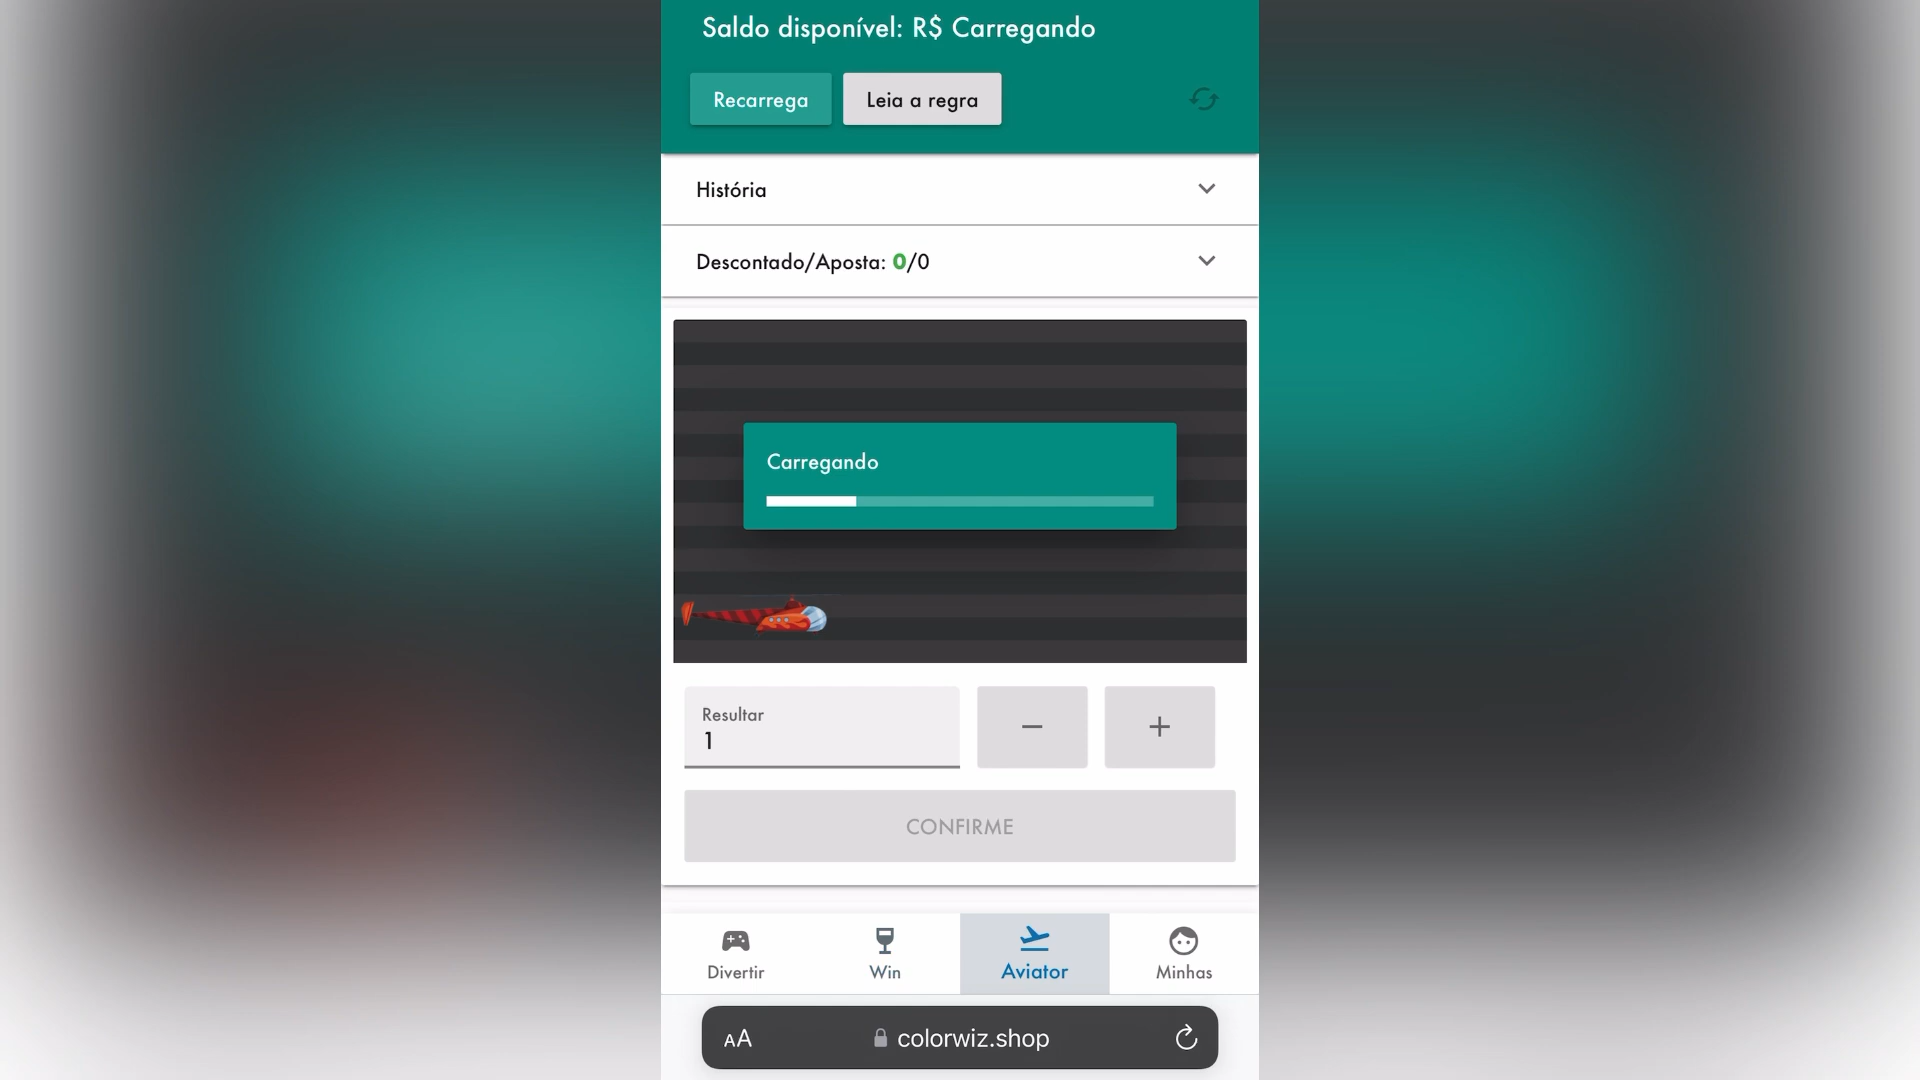 Saldo disponível: R$ Carregando
Recarrega
Leia a regra
História
Descontado/Aposta: 0/0
Carregando
Resultar
1
CONFIRME
Divertir
Win
Aviator
Minhas
AA
colorwiz.shop